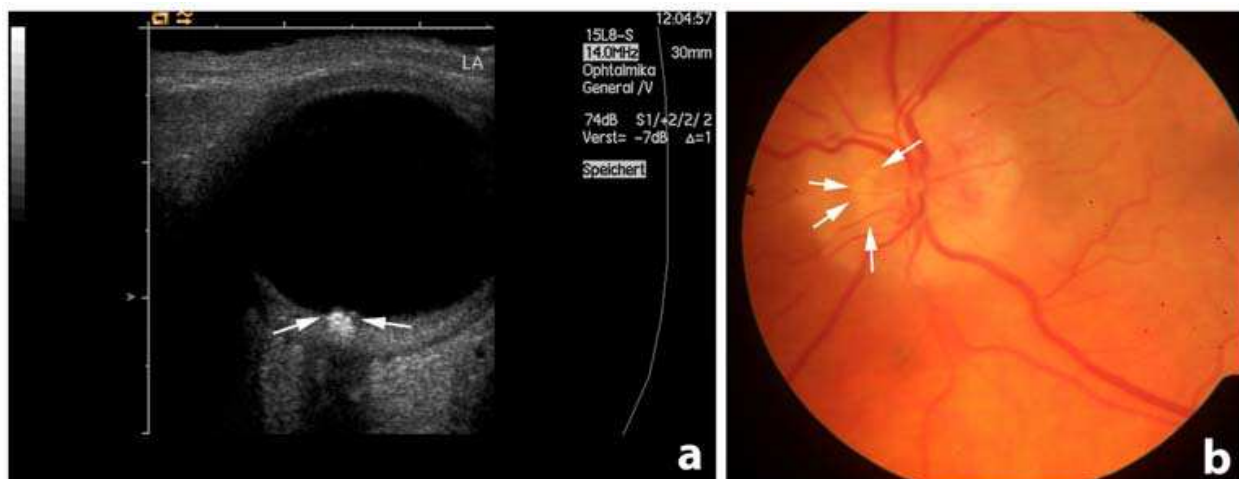 12:04:57
LA
15L8-S
14.0MHz 30mm
Ophtalmika
General /V
74dB S1/+2/2/ 2
Verst= -7dB Δ=1
Speichert
a
b